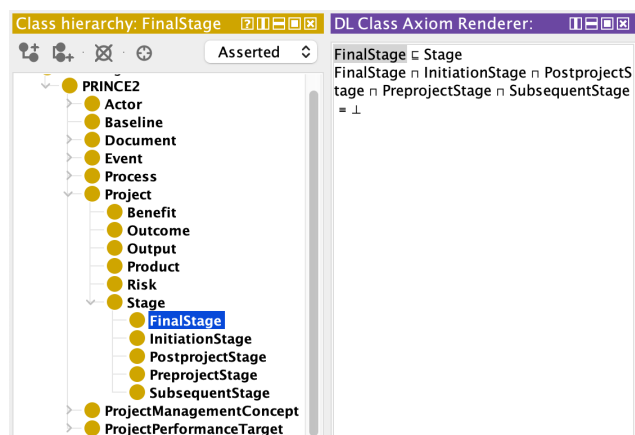 Class hierarchy: FinalStage
Asserted
PRINCE2
Actor
Baseline
Document
Event
Process
Project
Benefit
Outcome
Output
Product
Risk
Stage
FinalStage
InitiationStage
PostprojectStage
PreprojectStage
SubsequentStage
ProjectManagementConcept
ProjectPerformanceTarget
DL Class Axiom Renderer:
FinalStage ⊑ Stage
FinalStage ⊓ InitiationStage ⊓ PostprojectS
tage ⊓ PreprojectStage ⊓ SubsequentStage
= ⊥